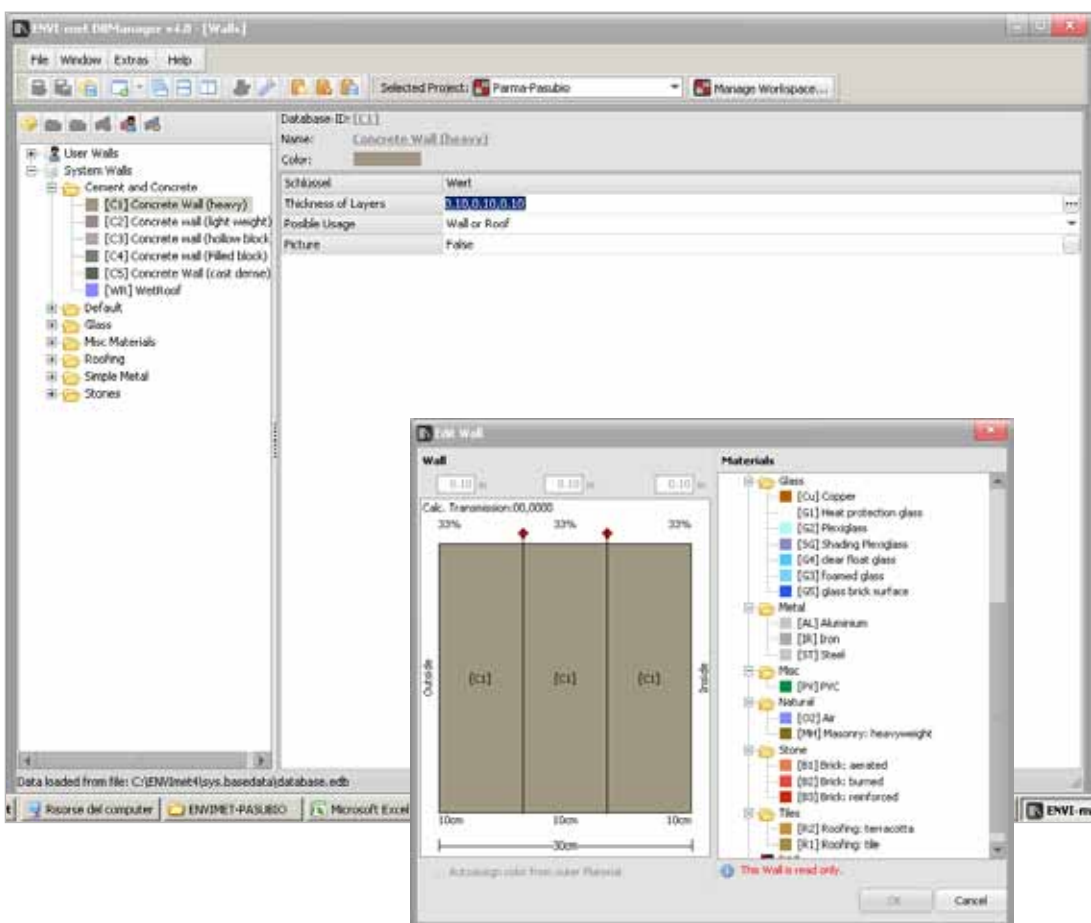 ENVI-met DBManager v4.0 - [Walls]
File Window Extras Help
Selected Project: Parma-Pasubio Manage Workspace...
Database ID: [C1]
Name: Concrete Wall (heavy)
Color:
User Walls
System Walls
Cement and Concrete
[C1] Concrete Wall (heavy)
[C2] Concrete wall (light weight)
[C3] Concrete wall (hollow block
[C4] Concrete wall (Filled block)
[C5] Concrete Wall (cast dense)
[WR] WetRoof
Default
Glass
Misc Materials
Roofing
Simple Metal
Stones
Schlüssel Wert
Thickness of Layers 0.10,0.10,0.10
Posible Usage Wall or Roof
Picture False
Data loaded from file: C:\ENVImet4\sys.basedata\database.edb
t Risorse del computer ENVIMET-PASUBIO Microsoft Excel ENVI-m
Edit Wall
Wall
0.10 m 0.10 m 0.10 m
Calc. Transmission:00,0000
33% 33% 33%
Outside [C1] [C1] [C1] Inside
10cm 10cm 10cm
30cm
Autoassign color from outer Material
Materials
Glass
[Cu] Copper
[G1] Heat protection glass
[G2] Plexiglass
[SG] Shading Plexiglass
[G4] clear float glass
[G3] foamed glass
[G5] glass brick surface
Metal
[AL] Aluminium
[IR] Iron
[ST] Steel
Misc
[PV] PVC
Natural
[O2] Air
[MH] Masonry: heavyweight
Stone
[B1] Brick: aerated
[B2] Brick: burned
[B3] Brick: reinforced
Tiles
[R2] Roofing: terracotta
[R1] Roofing: tile
This Wall is read only.
OK Cancel